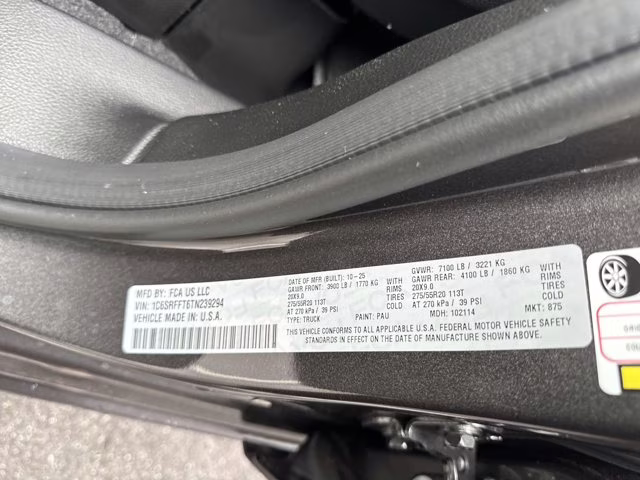 MFD BY: FCA US LLC
VIN: 1C6SRFFT6TN239294
VEHICLE MADE IN: U.S.A.
DATE OF MFR (BUILT): 10-25
GAWR FRONT: 3900 LB / 1770 KG WITH
20X9.0 RIMS
275/55R20 113T TIRES
AT 270 kPa / 39 PSI COLD
TYPE: TRUCK PAINT: PAU
GVWR: 7100 LB / 3221 KG
GAWR REAR: 4100 LB / 1860 KG WITH
20X9.0 RIMS
275/55R20 113T TIRES
AT 270 kPa / 39 PSI COLD
MDH: 102114 MKT: 875
THIS VEHICLE CONFORMS TO ALL APPLICABLE U.S.A. FEDERAL MOTOR VEHICLE SAFETY
STANDARDS IN EFFECT ON THE DATE OF MANUFACTURE SHOWN ABOVE.